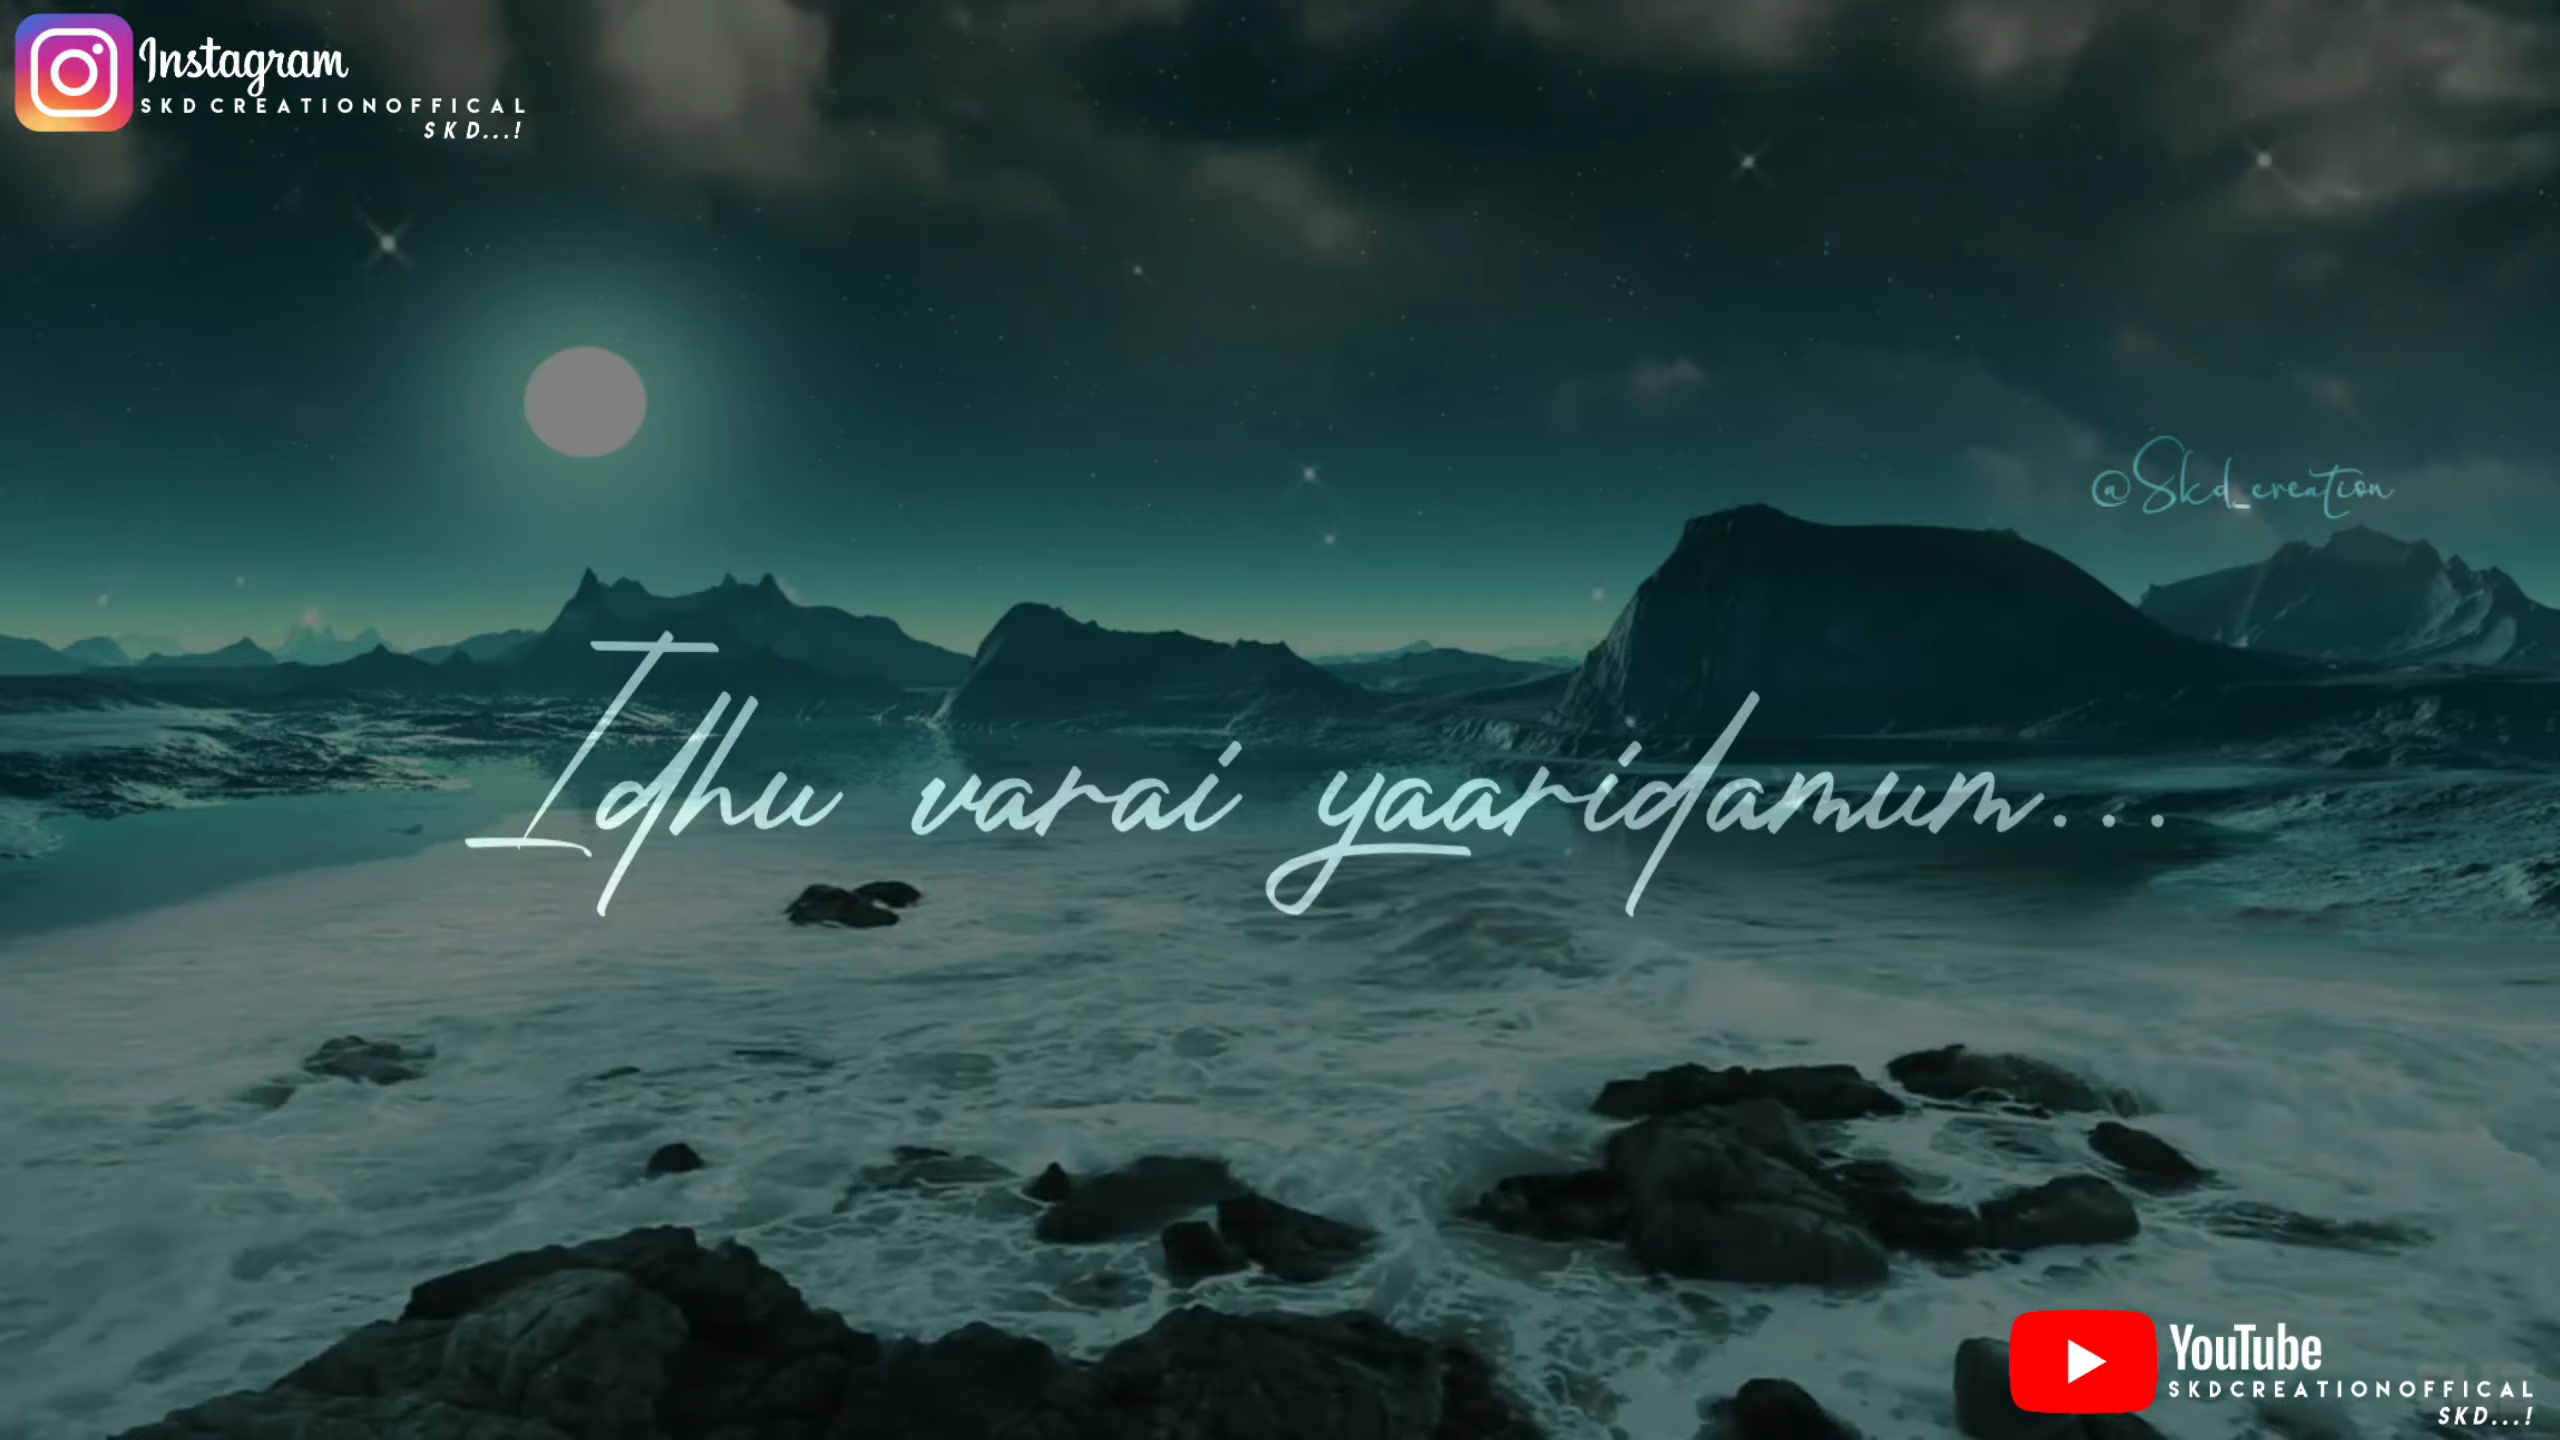 Instagram
SKD CREATIONOFFICAL
SKD...!
@Skd_creation
Idhu varai yaaridamum...
YouTube
SKDCREATIONOFFICAL
SKD...!